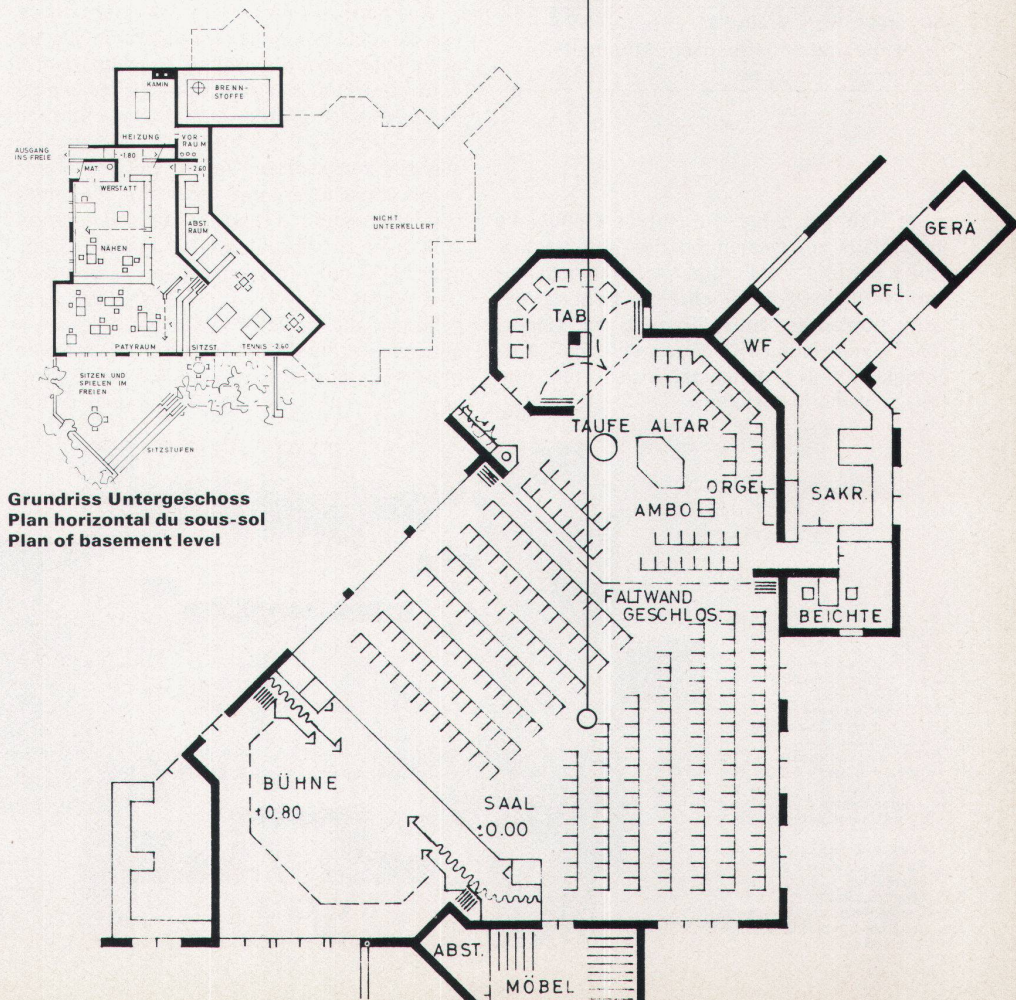 KAMIN
BRENN-
STOFFE
HEIZUNG
VOR-
RAUM
AUSGANG
INS FREIE
-1.80
MAT.
-2.60
WERSTATT
ABST
RAUM
NICHT
UNTERKELLERT
NÄHEN
PATYRAUM
SITZST.
TENNIS -2.60
SITZEN UND
SPIELEN IM
FREIEN
SITZSTUFEN
Grundriss Untergeschoss
Plan horizontal du sous-sol
Plan of basement level
GERÄ
PFL.
TAB
WF
TAUFE
ALTAR
ORGEL
AMBO
SAKR.
FALTWAND
GESCHLOS.
BEICHTE
BÜHNE
+0.80
SAAL
±0.00
ABST.
MÖBEL